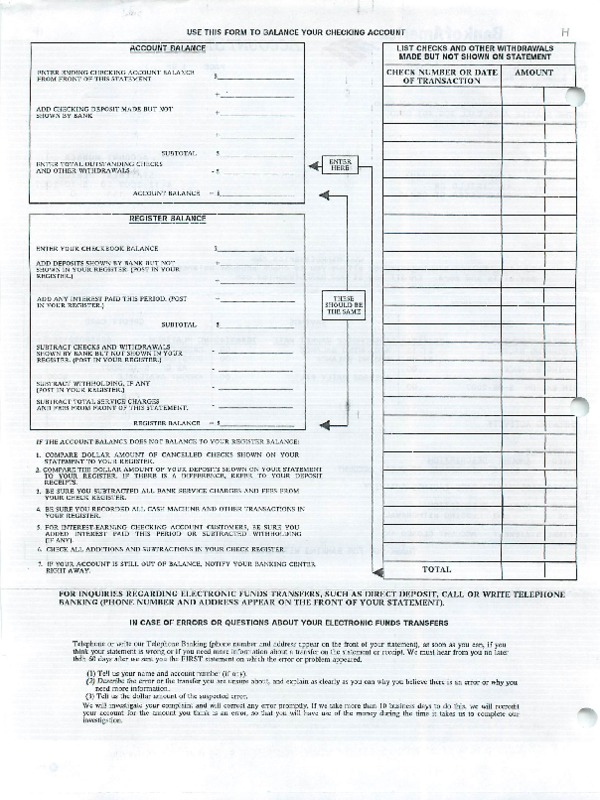 USE THIS FORM TO BALANCE YOUR CHECKING ACCOUNT
H
ACCOUNT BALANCE
ENTER ENDING CHECKING ACCOUNT BALANCE
FROM FRONT OF THIS STATEMENT $
+
ADD CHECKING DEPOSIT MADE BUT NOT
SHOWN BY BANK +
+
SUBTOTAL $
ENTER TOTAL OUTSTANDING CHECKS
AND OTHER WITHDRAWALS - $
ACCOUNT BALANCE = $
ENTER
HERE
REGISTER BALANCE
ENTER YOUR CHECKBOOK BALANCE $
ADD DEPOSITS SHOWN BY BANK BUT NOT
SHOWN IN YOUR REGISTER. (POST IN YOUR
REGISTER.)
ADD ANY INTEREST PAID THIS PERIOD. (POST
IN YOUR REGISTER.)
SUBTOTAL $
SUBTRACT CHECKS AND WITHDRAWALS
SHOWN BY BANK BUT NOT SHOWN IN YOUR
REGISTER. (POST IN YOUR REGISTER.)
SUBTRACT WITHHOLDING, IF ANY
(POST IN YOUR REGISTER.)
SUBTRACT TOTAL SERVICE CHARGES
AND FEES FROM FRONT OF THIS STATEMENT.
REGISTER BALANCE = $
THESE
SHOULD BE
THE SAME
LIST CHECKS AND OTHER WITHDRAWALS
MADE BUT NOT SHOWN ON STATEMENT
CHECK NUMBER OR DATE
OF TRANSACTION
AMOUNT
TOTAL
IF THE ACCOUNT BALANCE DOES NOT BALANCE TO YOUR REGISTER BALANCE:
1. COMPARE DOLLAR AMOUNT OF CANCELLED CHECKS SHOWN ON YOUR
STATEMENT TO YOUR REGISTER.
2. COMPARE THE DOLLAR AMOUNT OF YOUR DEPOSITS SHOWN ON YOUR STATEMENT
TO YOUR REGISTER. IF THERE IS A DIFFERENCE, REFER TO YOUR DEPOSIT
RECEIPTS.
3. BE SURE YOU SUBTRACTED ALL BANK SERVICE CHARGES AND FEES FROM
YOUR CHECK REGISTER.
4. BE SURE YOU RECORDED ALL CASH MACHINE AND OTHER TRANSACTIONS IN
YOUR REGISTER.
5. FOR INTEREST-EARNING CHECKING ACCOUNT CUSTOMERS, BE SURE YOU
ADDED INTEREST PAID THIS PERIOD OR SUBTRACTED WITHHOLDING
(IF ANY).
6. CHECK ALL ADDITIONS AND SUBTRACTIONS IN YOUR CHECK REGISTER.
7. IF YOUR ACCOUNT IS STILL OUT OF BALANCE, NOTIFY YOUR BANKING CENTER
RIGHT AWAY.
FOR INQUIRIES REGARDING ELECTRONIC FUNDS TRANSFERS, SUCH AS DIRECT DEPOSIT, CALL OR WRITE TELEPHONE
BANKING (PHONE NUMBER AND ADDRESS APPEAR ON THE FRONT OF YOUR STATEMENT).
IN CASE OF ERRORS OR QUESTIONS ABOUT YOUR ELECTRONIC FUNDS TRANSFERS
Telephone or write our Telephone Banking (phone number and address appear on the front of your statement), as soon as you can, if you
think your statement is wrong or if you need more information about a transfer on the statement or receipt. We must hear from you no later
than 60 days after we sent you the FIRST statement on which the error or problem appeared.
(1) Tell us your name and account number (if any).
(2) Describe the error or the transfer you are unsure about, and explain as clearly as you can why you believe there is an error or why you
need more information.
(3) Tell us the dollar amount of the suspected error.
We will investigate your complaint and will correct any error promptly. If we take more than 10 business days to do this, we will recredit
your account for the amount you think is an error, so that you will have use of the money during the time it takes us to complete our
investigation.